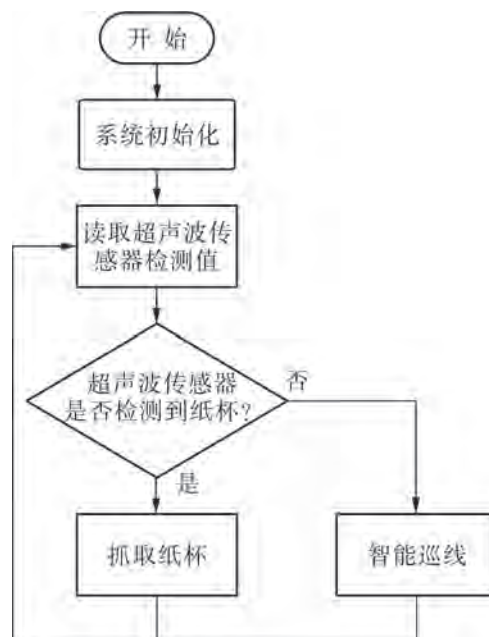 开 始
系统初始化
读取超声波传
感器检测值
超声波传感器
是否检测到纸杯?
否
是
抓取纸杯
智能巡线